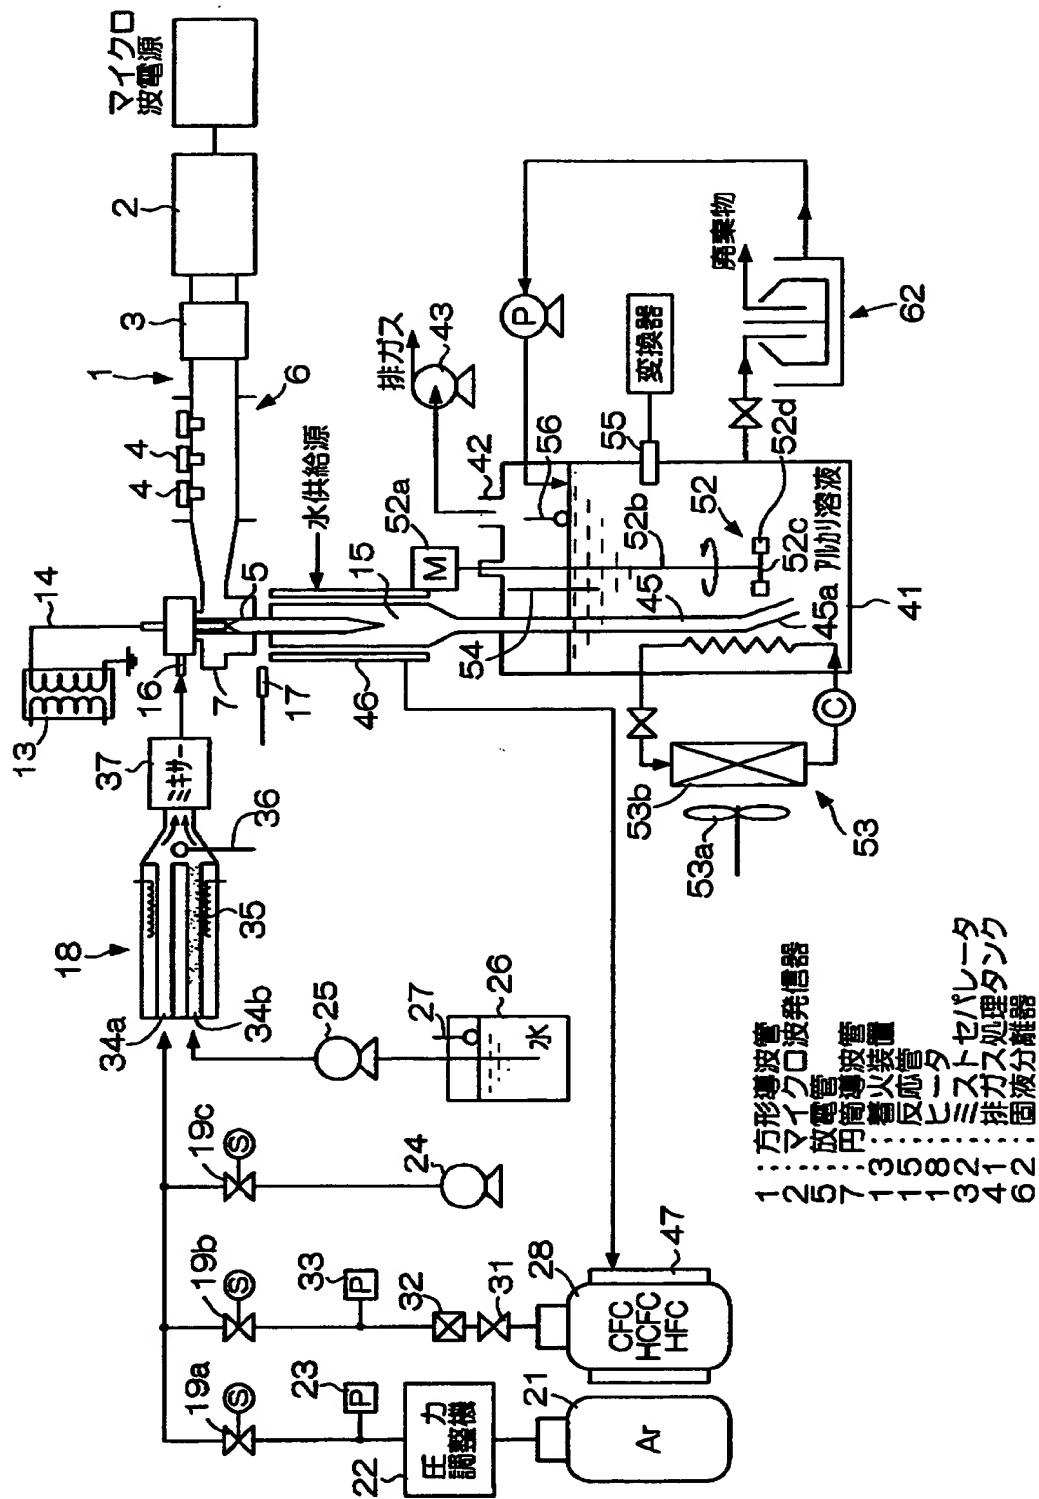 マイクロ
波電源
1
2
3
4
4
6
13
14
16
5
7
17
37
ミキサー
36
18
35
34a
34b
水供給源
15
46
52a
M
排ガス
43
42
56
P
55
変換器
廃棄物
62
52
52d
52b
52c
アルカリ溶液
54
45
45a
41
C
53b
53a
53
25
27
26
水
19c
S
24
19b
S
33
P
32
31
28
CFC
HCFC
HFC
47
19a
S
23
P
22
圧力
調整機
21
Ar
1:方形導波管
2:マイクロ波発信器
5:放電管
7:円筒導波管
13:着火装置
15:反応管
18:ヒータ
32:ミストセパレータ
41:排ガス処理タンク
62:固液分離器